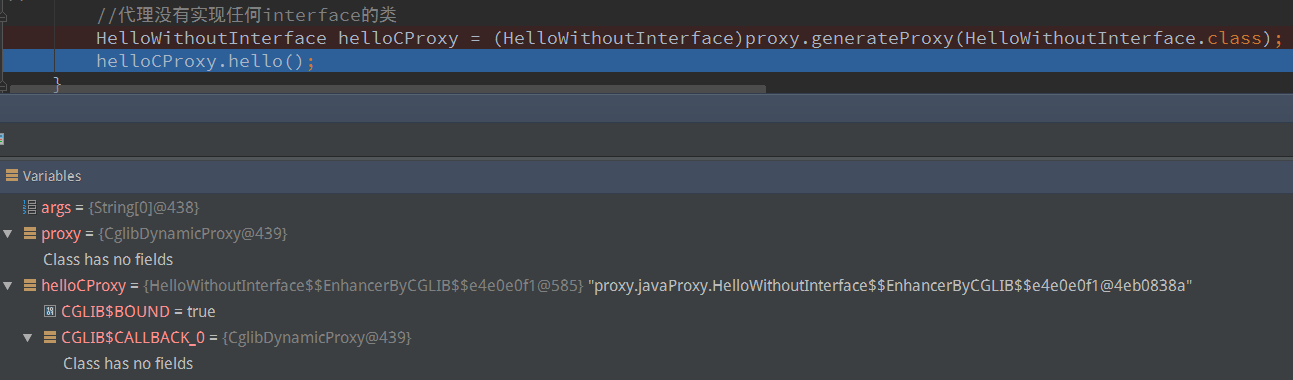 //代理没有实现任何interface的类
HelloWithoutInterface helloCProxy = (HelloWithoutInterface)proxy.generateProxy(HelloWithoutInterface.class);
helloCProxy.hello();
}
Variables
args = {String[0]@438}
proxy = {CglibDynamicProxy@439}
Class has no fields
helloCProxy = {HelloWithoutInterface$$EnhancerByCGLIB$$e4e0e0f1@585} "proxy.javaProxy.HelloWithoutInterface$$EnhancerByCGLIB$$e4e0e0f1@4eb0838a"
CGLIB$BOUND = true
CGLIB$CALLBACK_0 = {CglibDynamicProxy@439}
Class has no fields